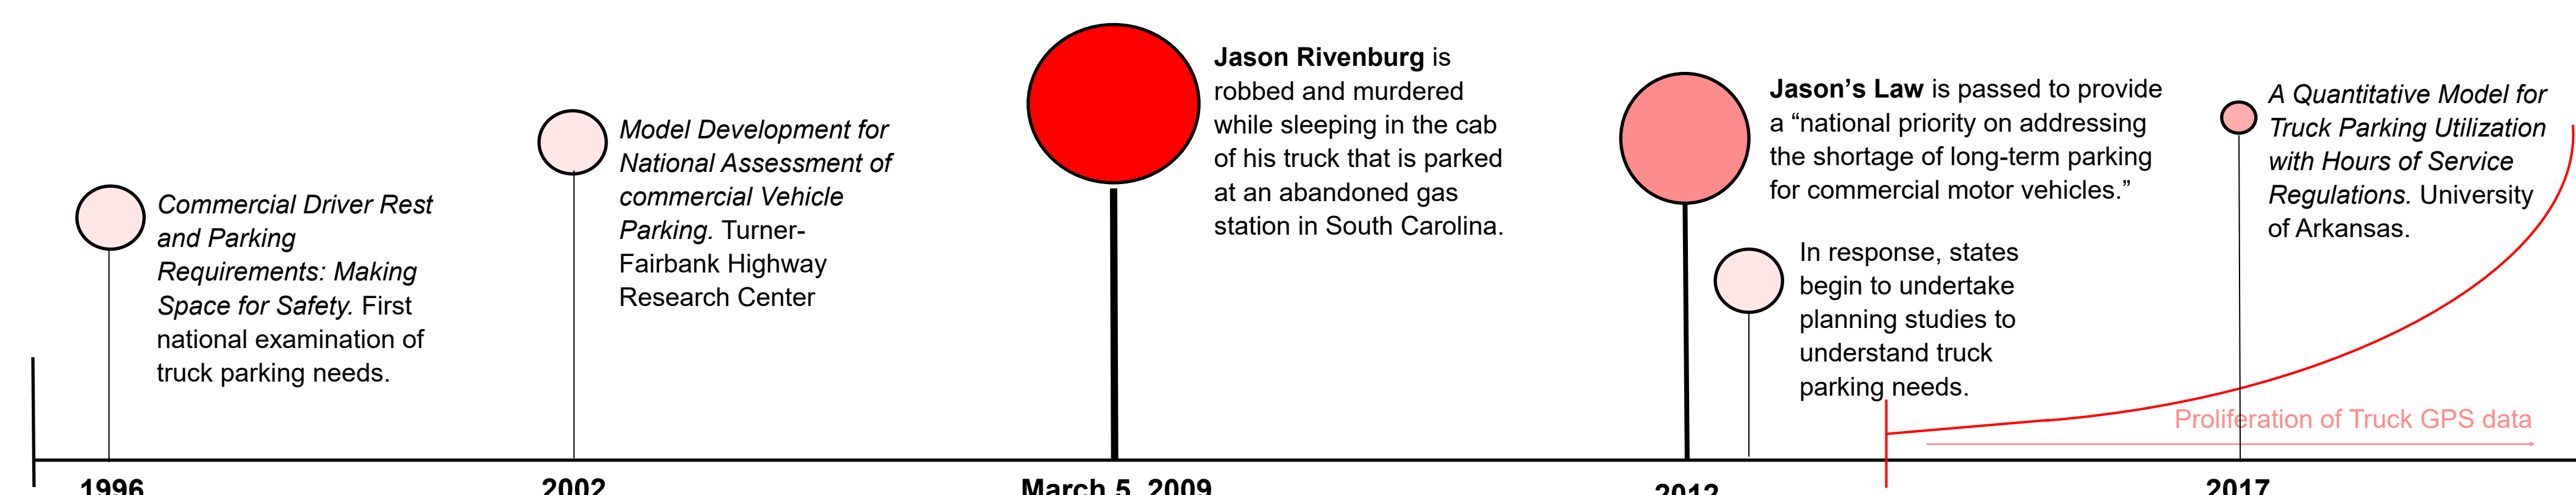 Commercial Driver Rest
and Parking
Requirements: Making
Space for Safety. First
national examination of
truck parking needs.
1996
Model Development for
National Assessment of
commercial Vehicle
Parking. Turner-
Fairbank Highway
Research Center
2002
Jason Rivenburg is
robbed and murdered
while sleeping in the cab
of his truck that is parked
at an abandoned gas
station in South Carolina.
March 5, 2009
Jason’s Law is passed to provide
a “national priority on addressing
the shortage of long-term parking
for commercial motor vehicles.”
2012
In response, states
begin to undertake
planning studies to
understand truck
parking needs.
A Quantitative Model for
Truck Parking Utilization
with Hours of Service
Regulations. University
of Arkansas.
Proliferation of Truck GPS data
2017